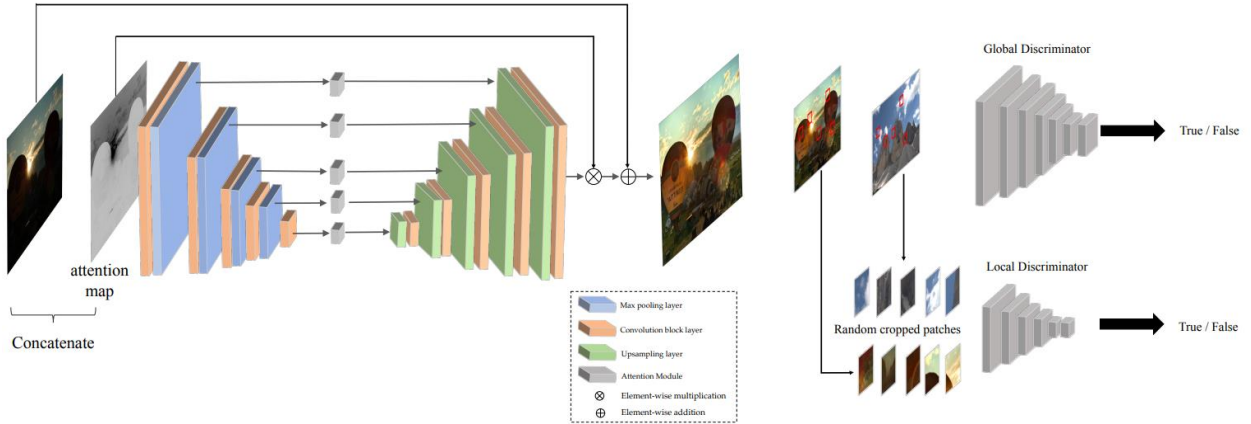 attention
map
Concatenate
Max pooling layer
Convolution block layer
Upsampling layer
Attention Module
Element-wise multiplication
Element-wise addition
Global Discriminator
True / False
Local Discriminator
Random cropped patches
True / False